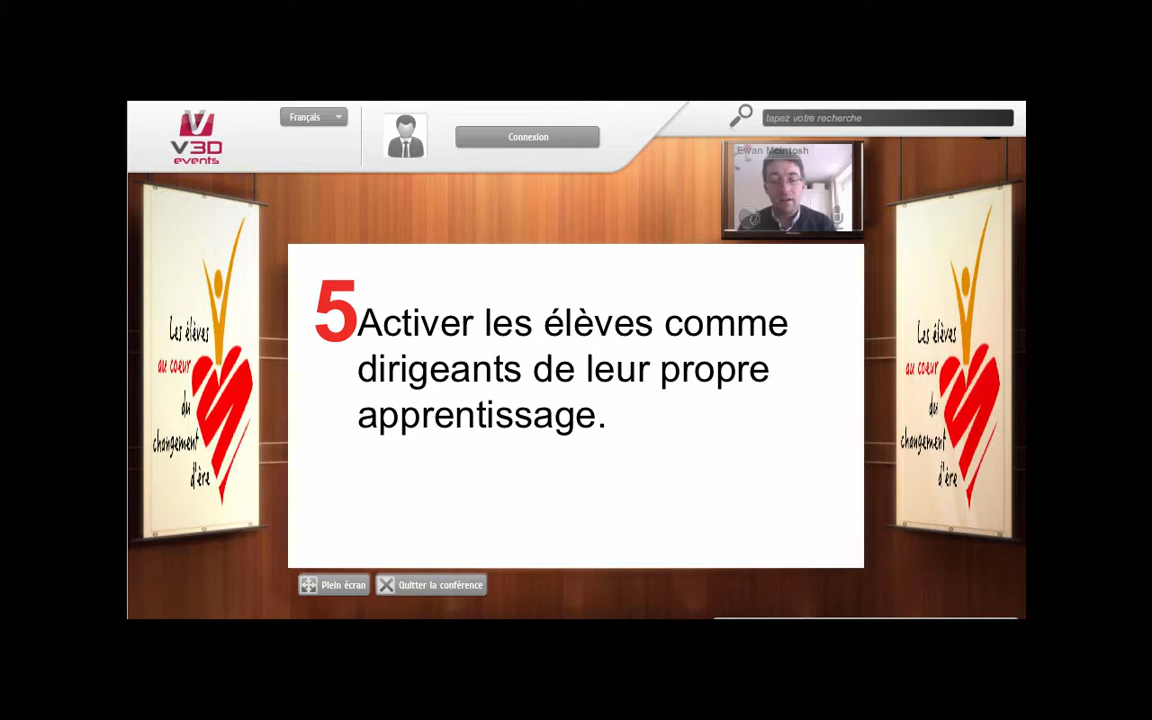 V3D
events
Français
Connexion
tapez votre recherche
Ewan Mcintosh
Les élèves
au coeur
du
changement
d'ère
5 Activer les élèves comme
dirigeants de leur propre
apprentissage.
Les élèves
au coeur
du
changement
d'ère
Plein écran
Quitter la conférence